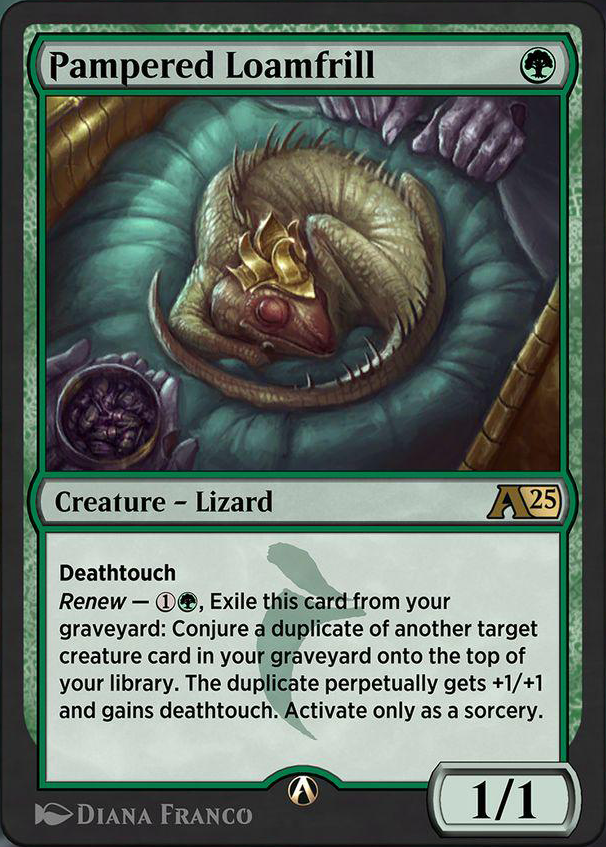 Pampered Loamfrill
Creature – Lizard
A25
Deathtouch
Renew — 1, Exile this card from your
graveyard: Conjure a duplicate of another target
creature card in your graveyard onto the top of
your library. The duplicate perpetually gets +1/+1
and gains deathtouch. Activate only as a sorcery.
1/1
Diana Franco